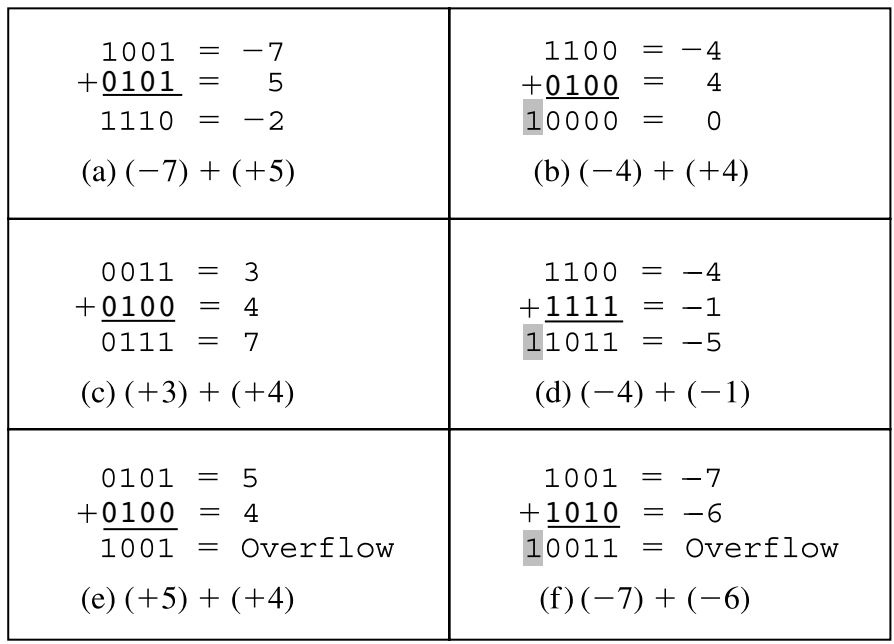 1001 = −7
+0101 = 5
1110 = −2
(a) (−7) + (+5)
1100 = −4
+0100 = 4
10000 = 0
(b) (−4) + (+4)
0011 = 3
+0100 = 4
0111 = 7
(c) (+3) + (+4)
1100 = −4
+1111 = −1
11011 = −5
(d) (−4) + (−1)
0101 = 5
+0100 = 4
1001 = Overflow
(e) (+5) + (+4)
1001 = −7
+1010 = −6
10011 = Overflow
(f) (−7) + (−6)